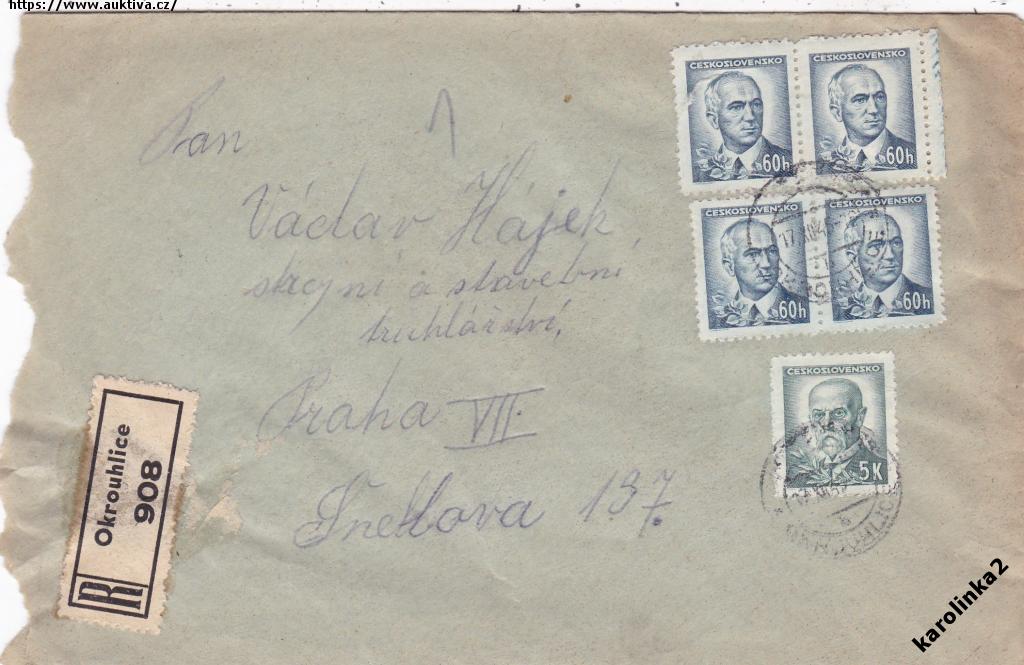 https://www.auktiva.cz/
Pan
Václav Hájek
strojní a stavební
truhlářství,
Praha VII.
137.
ČESKOSLOVENSKO
60h
ČESKOSLOVENSKO
60h
ČESKOSLOVENSKO
60h
ČESKOSLOVENSKO
60h
ČESKOSLOVENSKO
5K
R
Okrouhlice
908
karolinka2